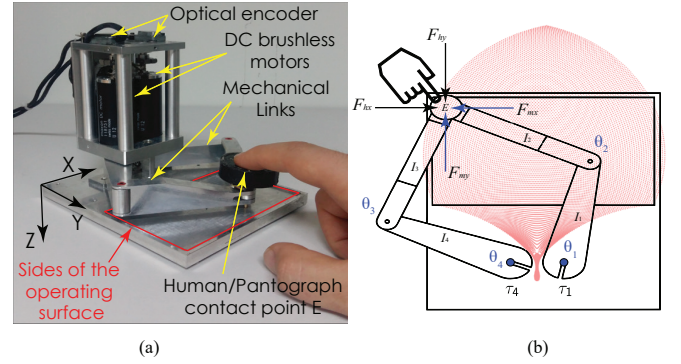 Optical encoder
DC brushless
motors
Mechanical
Links
X
Y
Z
Sides of the
operating
surface
Human/Pantograph
contact point E
(a)
F_hy
F_hx
E
F_mx
F_my
l_2
θ_2
l_3
l_1
θ_3
l_4
θ_4
θ_1
τ_4
τ_1
(b)